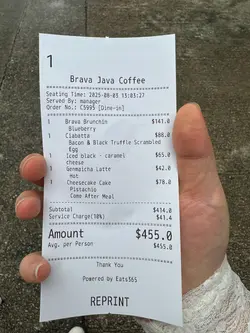 1
Brava Java Coffee
Seating Time: 2025-08-03 13:03:27
Served By: manager
Order No.: C5995 [Dine-in]
1 Brava Brunchin $141.0
Blueberry
1 Ciabatta $88.0
Bacon & Black Truffle Scrambled
Egg
1 Iced black - caramel $65.0
cheese
1 Genmaicha Latte $42.0
Hot
1 Cheesecake Cake $78.0
Pistachio
Come After Meal
Subtotal $414.0
Service Charge(10%) $41.4
Amount $455.0
Avg. per Person $455.0
Thank You
Powered by Eats365
REPRINT